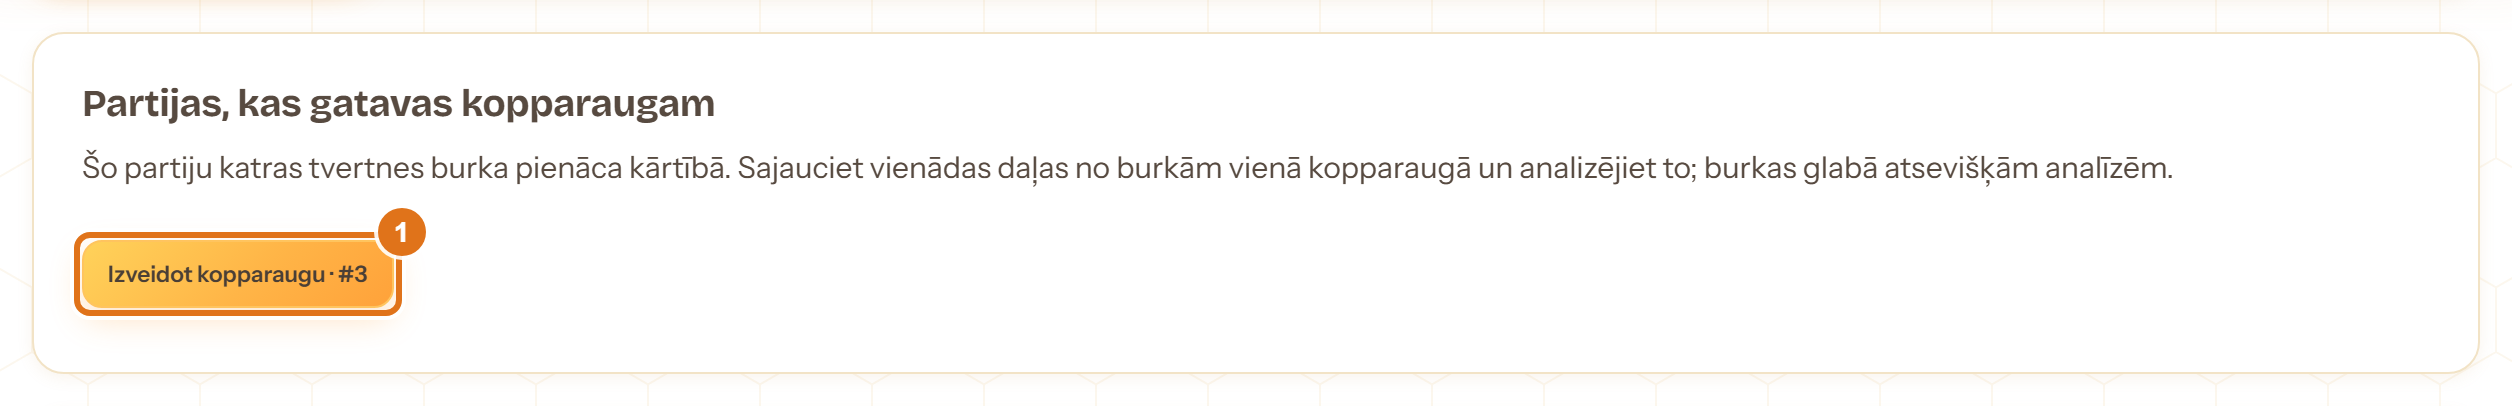 Partijas, kas gatavas kopparaugam
Šo partiju katras tvertnes burka pienāca kārtībā. Sajauciet vienādas daļas no burkām vienā kopparaugā un analizējiet to; burkas glabā atsevišķām analīzēm.
1
Izveidot kopparaugu · #3